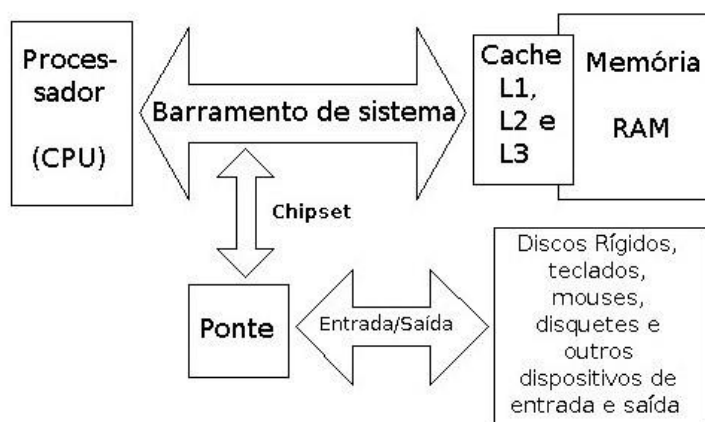 Proces-
sador
(CPU)
Barramento de sistema
Cache
L1,
L2 e
L3
Memória
RAM
Chipset
Ponte
Entrada/Saída
Discos Rígidos,
teclados,
mouses,
disquetes e
outros
dispositivos de
entrada e saída